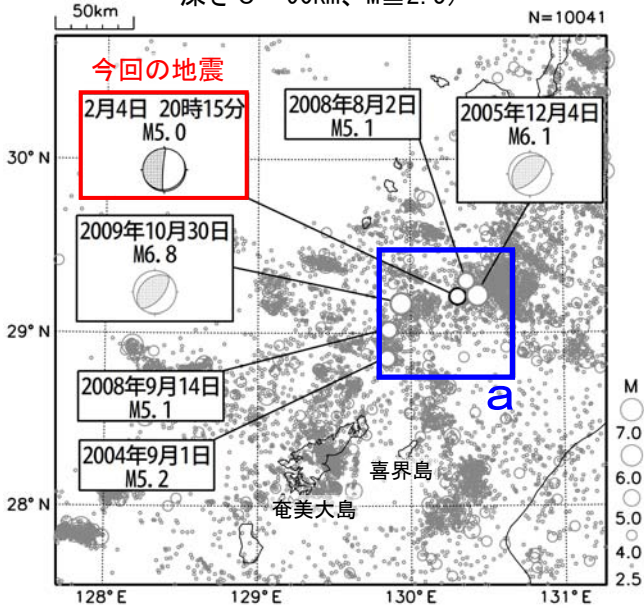 深さ0～90km、M≧2.5)
50km
N=10041
今回の地震
2月4日 20時15分
M5.0
2008年8月2日
M5.1
2005年12月4日
M6.1
30°N
2009年10月30日
M6.8
29°N
a
2008年9月14日
M5.1
2004年9月1日
M5.2
喜界島
奄美大島
28°N
M
7.0
6.0
5.0
4.0
2.5
128°E
129°E
130°E
131°E